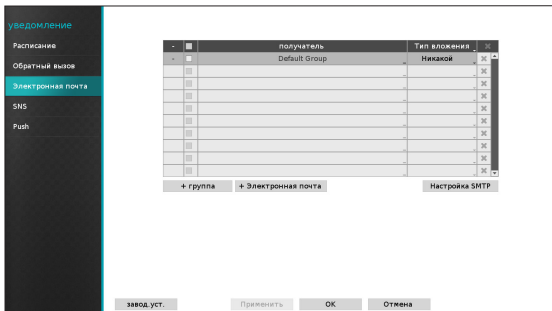 уведомление
Расписание
Обратный вызов
Электронная почта
SNS
Push
- получатель Тип вложения
- Default Group Никакой
+ группа + Электронная почта Настройка SMTP
завод.уст. Применить OK Отмена